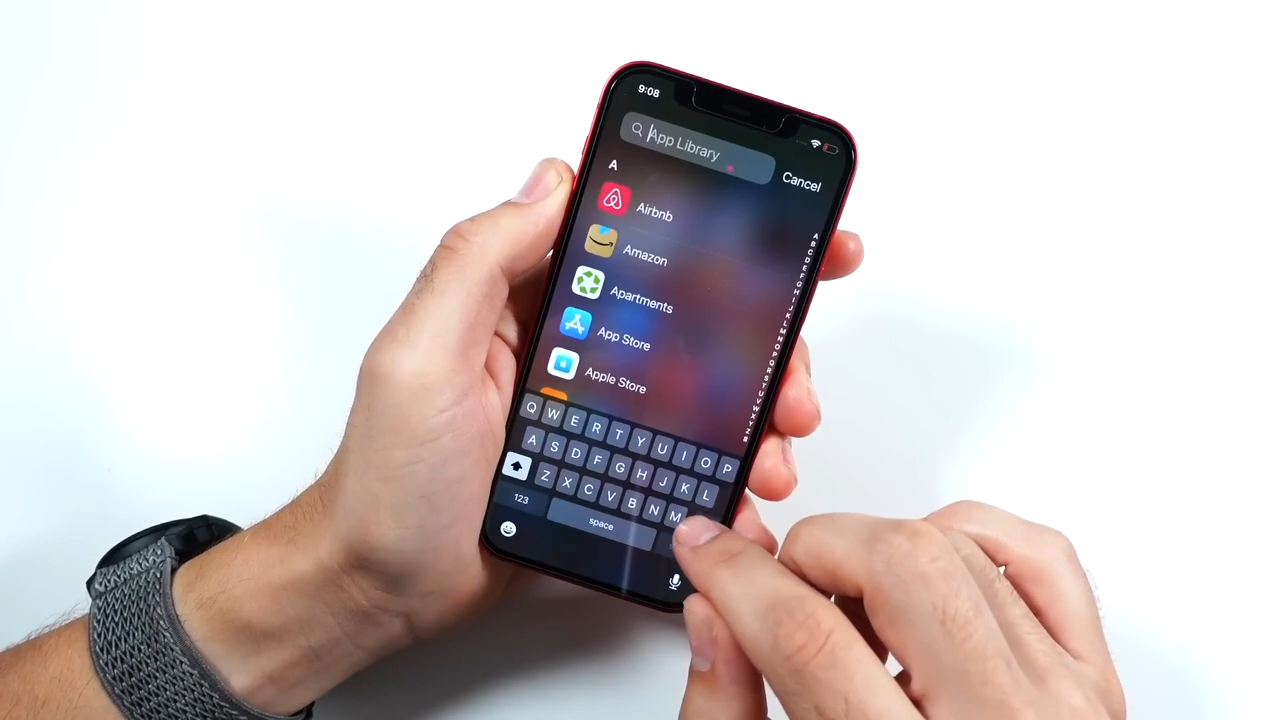 9:08
App Library
Cancel
A
Airbnb
Amazon
Apartments
App Store
Apple Store
A
B
C
D
E
F
G
H
I
J
K
L
M
N
O
P
Q
R
S
T
U
V
W
X
Y
Z
#
Q W E R T Y U I O P
A S D F G H J K L
Z X C V B N M
123 space